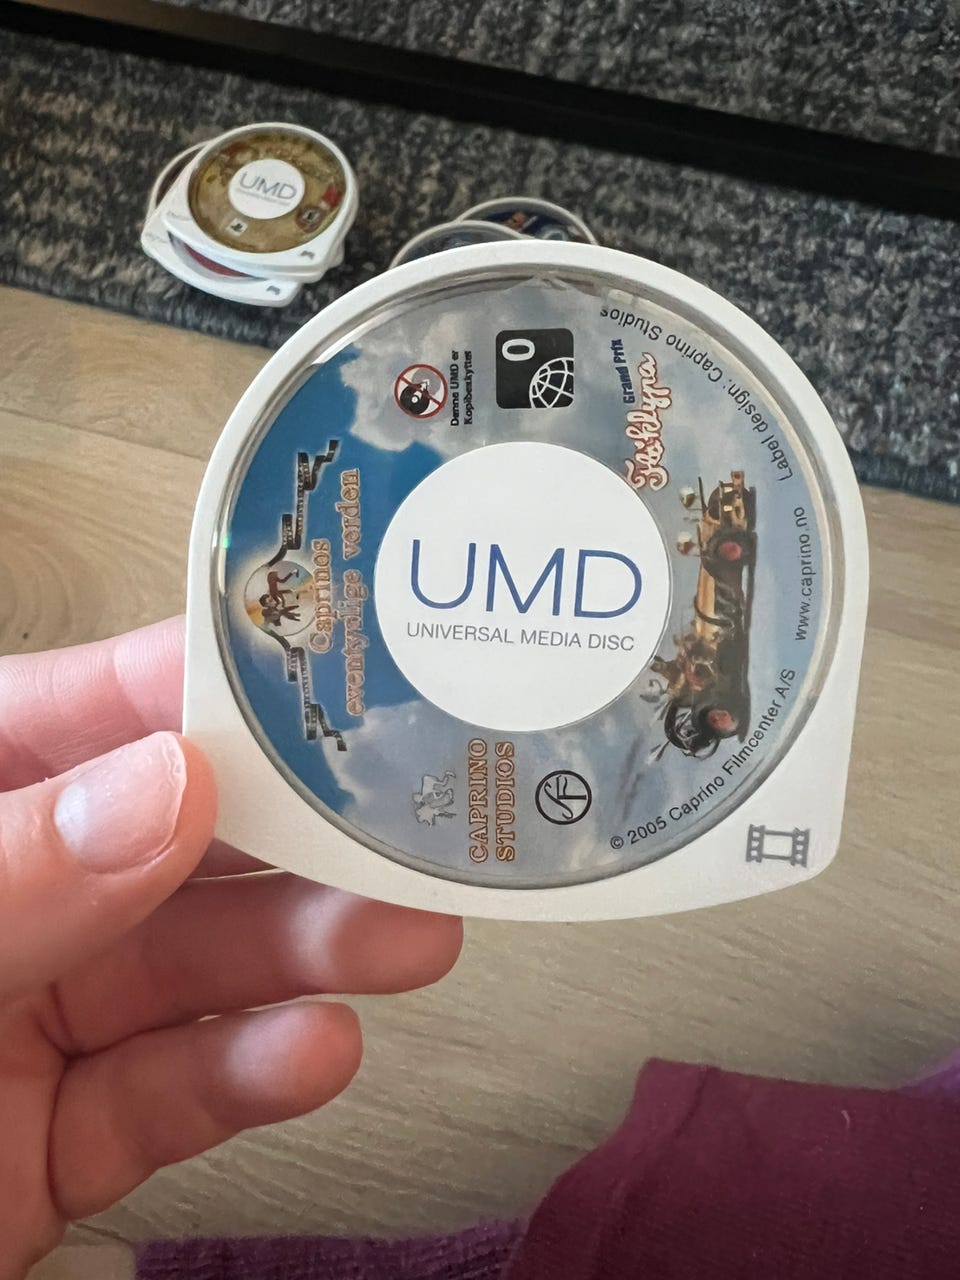 UMD
UMD
UNIVERSAL MEDIA DISC
Denne UMD er
Kopibeskyttet
0
Grand Prix
Flåklypa
Caprinos
eventyrlige verden
CAPRINO
STUDIOS
SF
Label design: Caprino Studios
www.caprino.no
© 2005 Caprino Filmcenter A/S